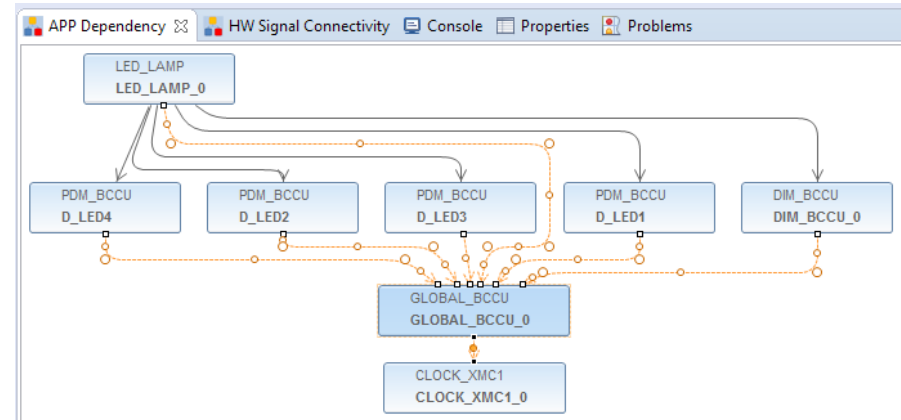 APP Dependency HW Signal Connectivity Console Properties Problems
LED_LAMP
LED_LAMP_0
PDM_BCCU
D_LED4
PDM_BCCU
D_LED2
PDM_BCCU
D_LED3
PDM_BCCU
D_LED1
DIM_BCCU
DIM_BCCU_0
GLOBAL_BCCU
GLOBAL_BCCU_0
CLOCK_XMC1
CLOCK_XMC1_0